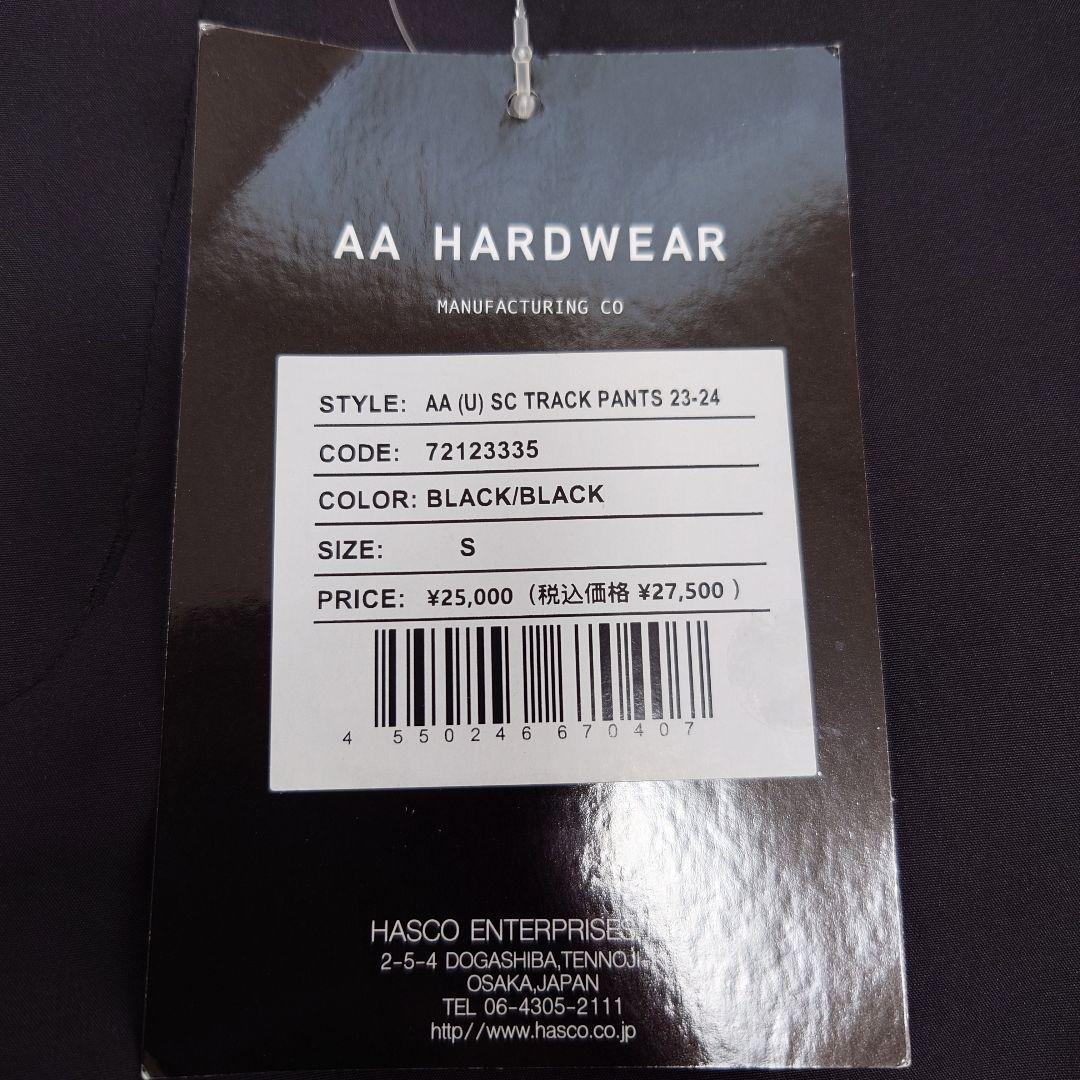 AA HARDWEAR
MANUFACTURING CO
STYLE: AA (U) SC TRACK PANTS 23-24
CODE: 72123335
COLOR: BLACK/BLACK
SIZE: S
PRICE: ¥25,000 (税込価格 ¥27,500 )
4 550246 670407
HASCO ENTERPRISES
2-5-4 DOGASHIBA,TENNOJI-
OSAKA,JAPAN
TEL 06-4305-2111
http//www.hasco.co.jp